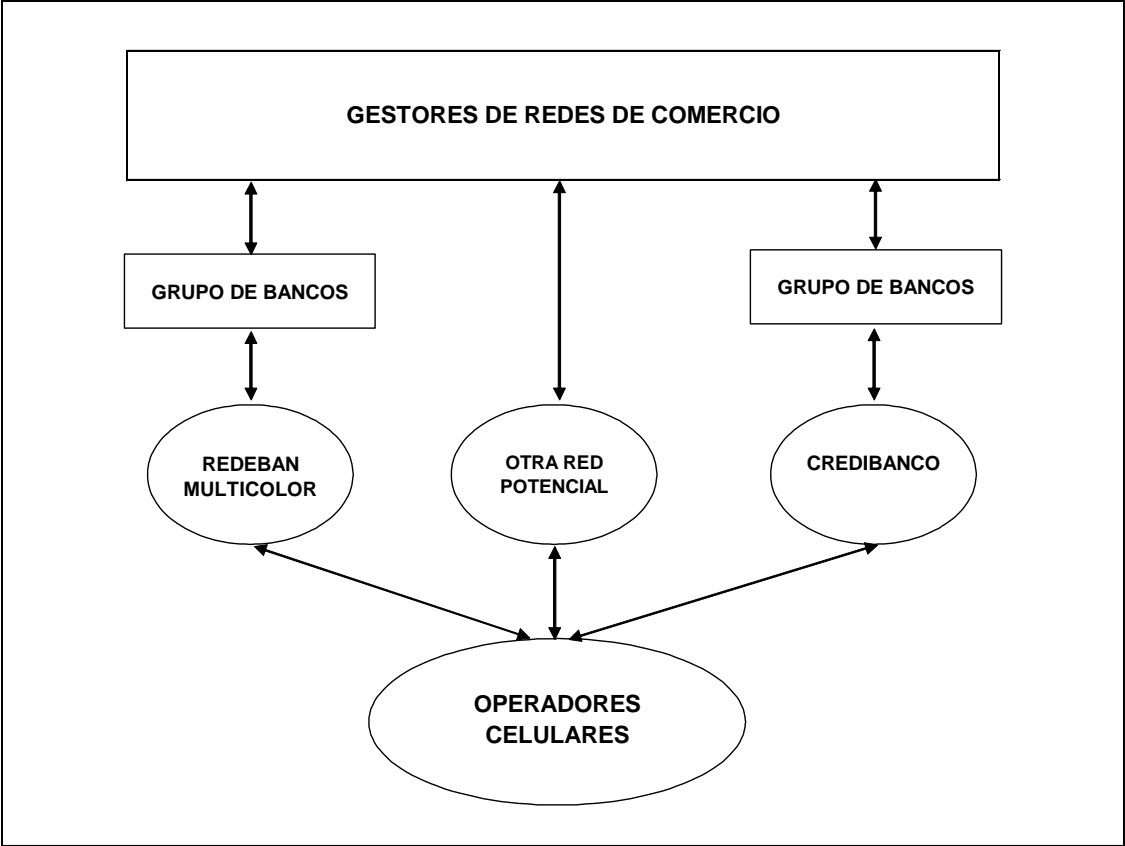 GESTORES DE REDES DE COMERCIO
GRUPO DE BANCOS
GRUPO DE BANCOS
REDEBAN
MULTICOLOR
OTRA RED
POTENCIAL
CREDIBANCO
OPERADORES
CELULARES